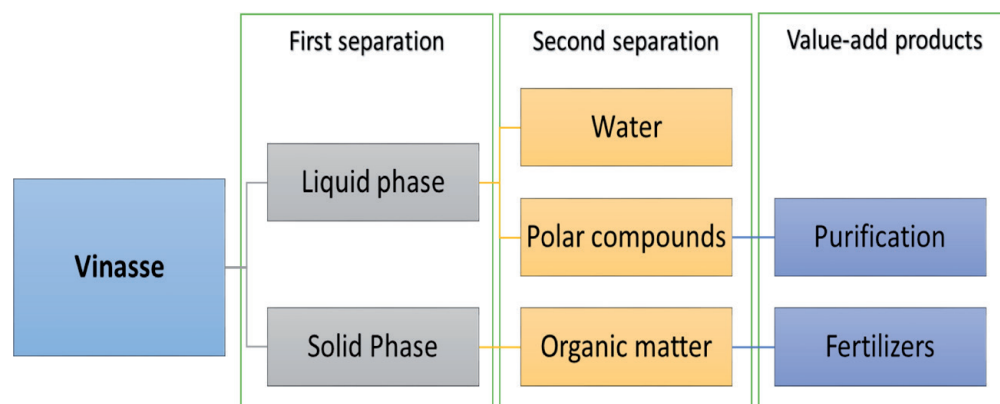 First separation
Second separation
Value-add products
Water
Liquid phase
Polar compounds
Purification
Vinasse
Solid Phase
Organic matter
Fertilizers